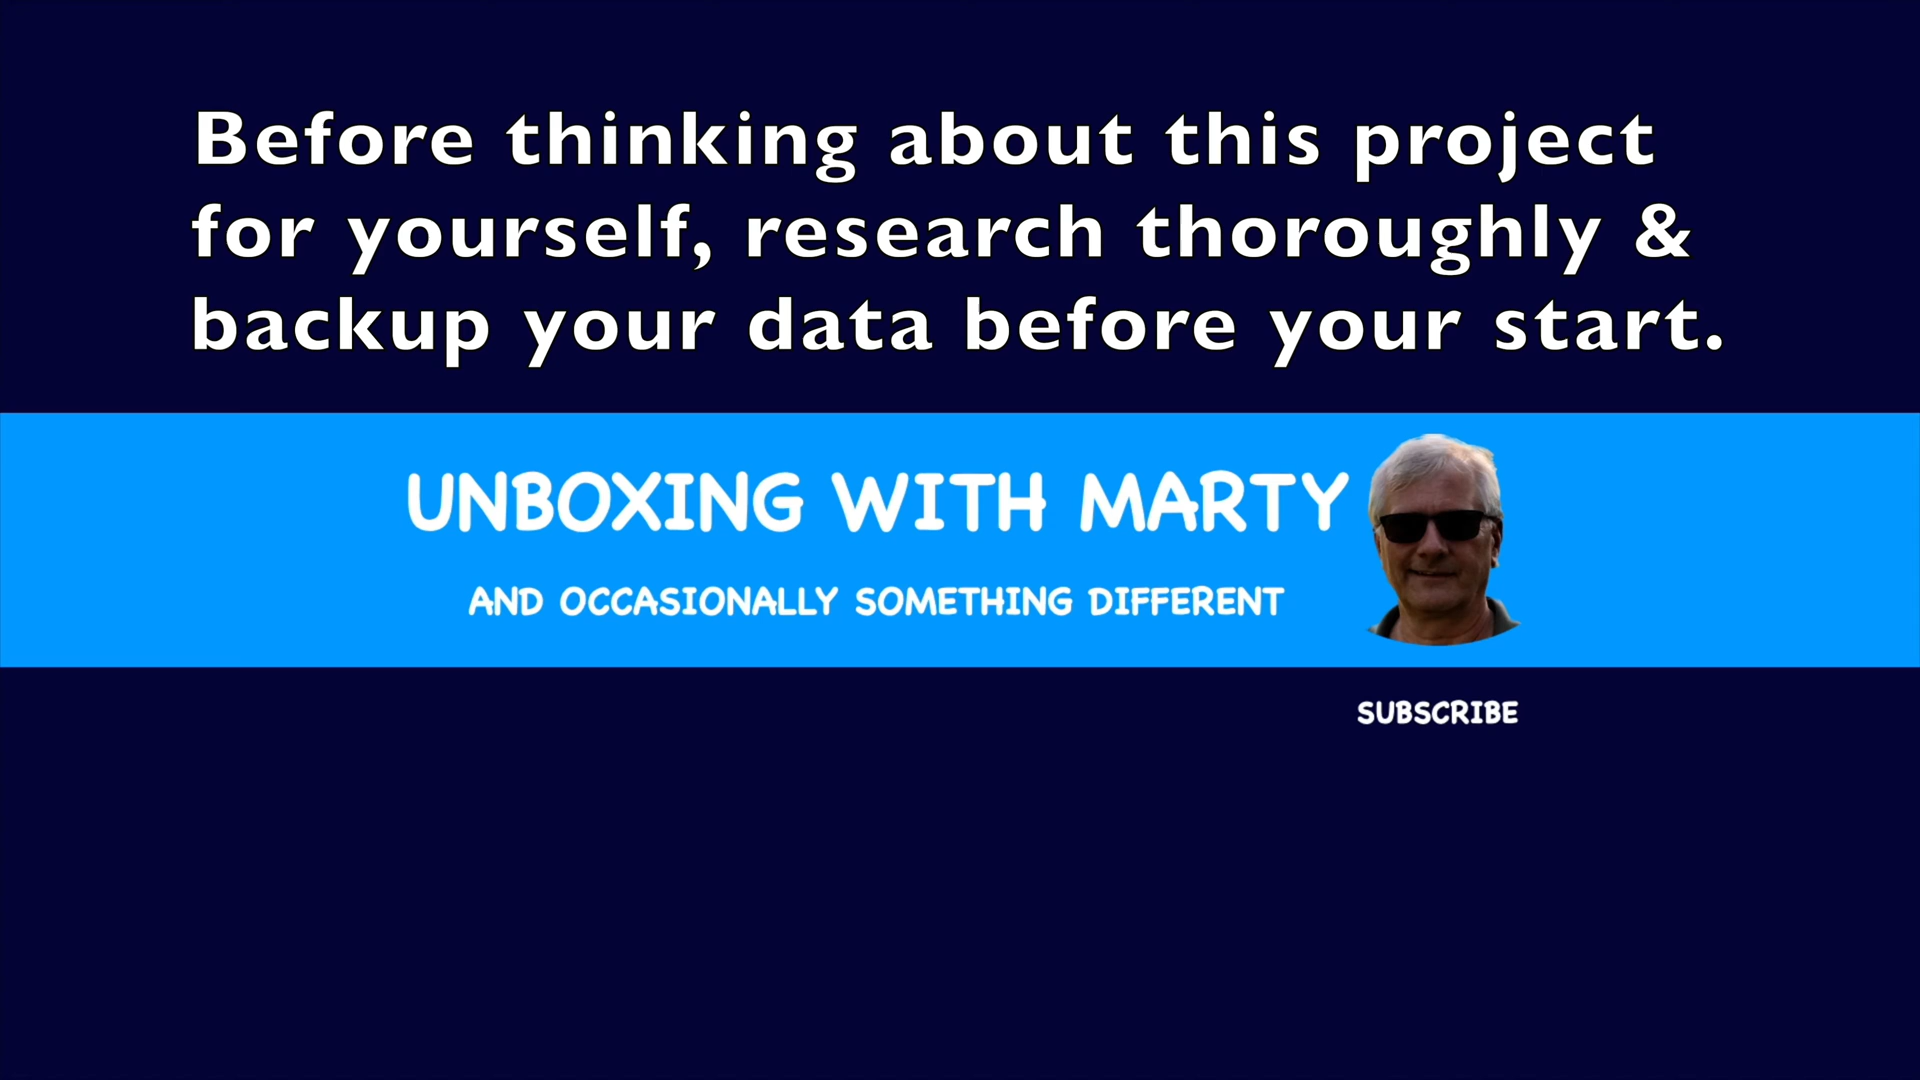 Before thinking about this project
for yourself, research thoroughly &
backup your data before your start.
UNBOXING WITH MARTY
AND OCCASIONALLY SOMETHING DIFFERENT
SUBSCRIBE